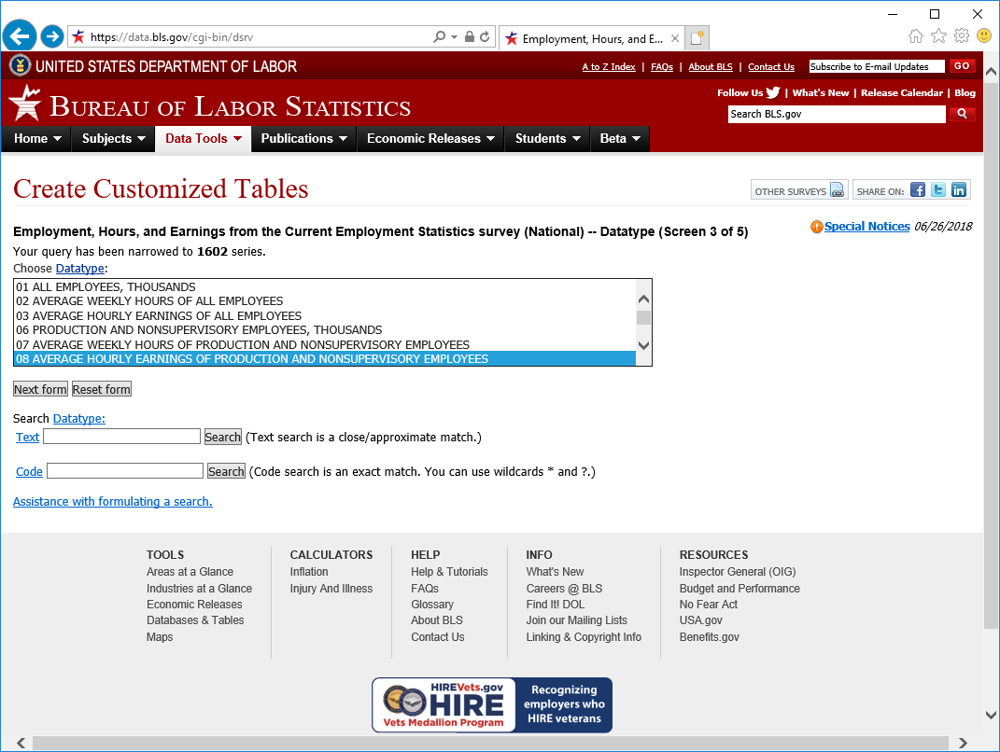 https://data.bls.gov/cgi-bin/dsrv
Employment, Hours, and E...
UNITED STATES DEPARTMENT OF LABOR
A to Z Index | FAQs | About BLS | Contact Us
Subscribe to E-mail Updates GO
BUREAU OF LABOR STATISTICS
Follow Us | What's New | Release Calendar | Blog
Search BLS.gov
Home Subjects Data Tools Publications Economic Releases Students Beta
Create Customized Tables
OTHER SURVEYS SHARE ON:
Employment, Hours, and Earnings from the Current Employment Statistics survey (National) -- Datatype (Screen 3 of 5)
Special Notices 06/26/2018
Your query has been narrowed to 1602 series.
Choose Datatype:
01 ALL EMPLOYEES, THOUSANDS
02 AVERAGE WEEKLY HOURS OF ALL EMPLOYEES
03 AVERAGE HOURLY EARNINGS OF ALL EMPLOYEES
06 PRODUCTION AND NONSUPERVISORY EMPLOYEES, THOUSANDS
07 AVERAGE WEEKLY HOURS OF PRODUCTION AND NONSUPERVISORY EMPLOYEES
08 AVERAGE HOURLY EARNINGS OF PRODUCTION AND NONSUPERVISORY EMPLOYEES
Next form Reset form
Search Datatype:
Text Search (Text search is a close/approximate match.)
Code Search (Code search is an exact match. You can use wildcards * and ?.)
Assistance with formulating a search.
TOOLS
Areas at a Glance
Industries at a Glance
Economic Releases
Databases & Tables
Maps
CALCULATORS
Inflation
Injury And Illness
HELP
Help & Tutorials
FAQs
Glossary
About BLS
Contact Us
INFO
What's New
Careers @ BLS
Find It! DOL
Join our Mailing Lists
Linking & Copyright Info
RESOURCES
Inspector General (OIG)
Budget and Performance
No Fear Act
USA.gov
Benefits.gov
HIREVets.gov
HIRE
Vets Medallion Program
Recognizing
employers who
HIRE veterans